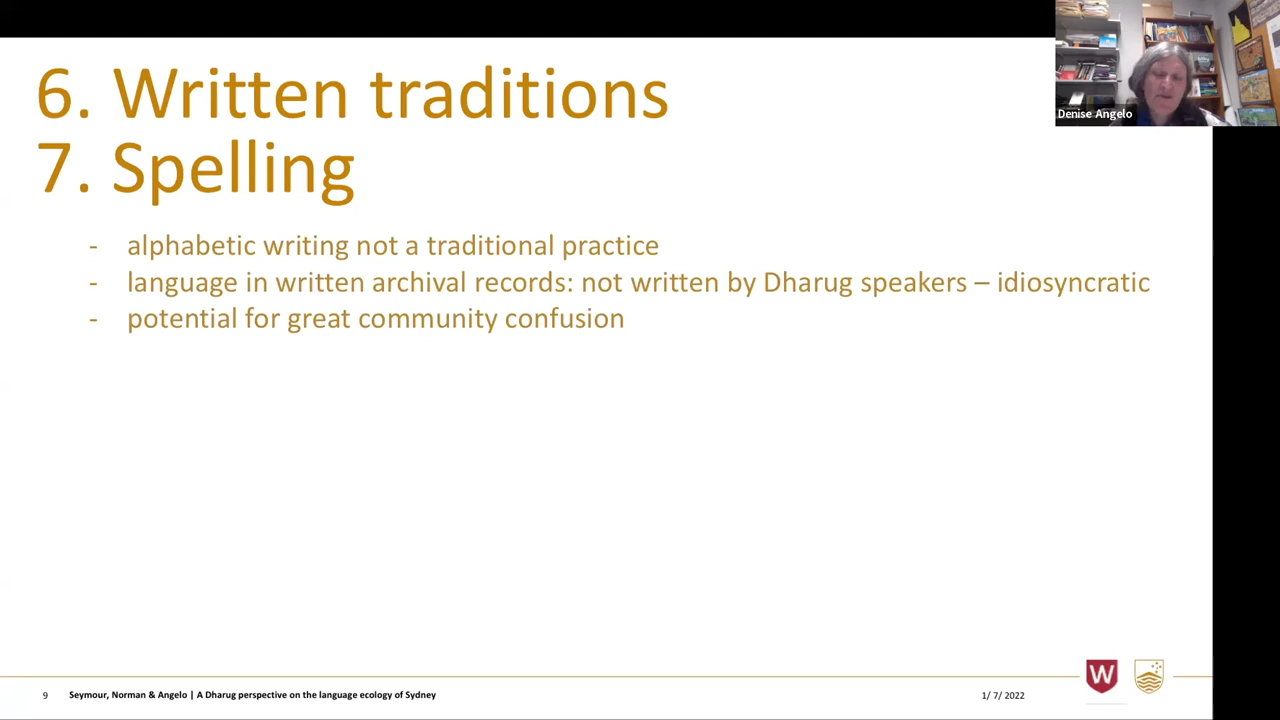 6. Written traditions
7. Spelling
- alphabetic writing not a traditional practice
- language in written archival records: not written by Dharug speakers – idiosyncratic
- potential for great community confusion
Denise Angelo
9 Seymour, Norman & Angelo | A Dharug perspective on the language ecology of Sydney 1/ 7/ 2022
W